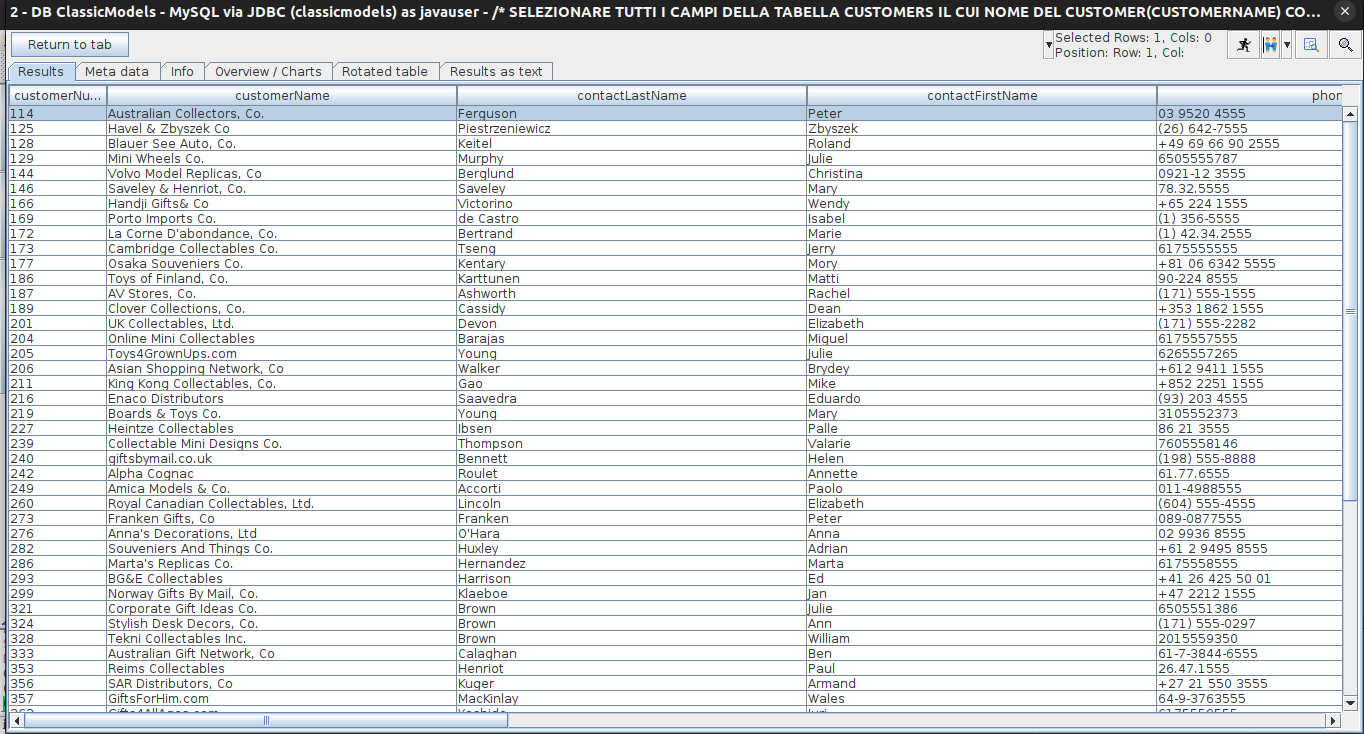 2 - DB ClassicModels - MySQL via JDBC (classicmodels) as javauser - /* SELEZIONARE TUTTI I CAMPI DELLA TABELLA CUSTOMERS IL CUI NOME DEL CUSTOMER(CUSTOMERNAME) CO...
Return to tab
Selected Rows: 1, Cols: 0
Position: Row: 1, Col:
Results Meta data Info Overview / Charts Rotated table Results as text
customerNu... customerName contactLastName contactFirstName phon
114 Australian Collectors, Co. Ferguson Peter 03 9520 4555
125 Havel & Zbyszek Co Piestrzeniewicz Zbyszek (26) 642-7555
128 Blauer See Auto, Co. Keitel Roland +49 69 66 90 2555
129 Mini Wheels Co. Murphy Julie 6505555787
144 Volvo Model Replicas, Co Berglund Christina 0921-12 3555
146 Saveley & Henriot, Co. Saveley Mary 78.32.5555
166 Handji Gifts& Co Victorino Wendy +65 224 1555
169 Porto Imports Co. de Castro Isabel (1) 356-5555
172 La Corne D'abondance, Co. Bertrand Marie (1) 42.34.2555
173 Cambridge Collectables Co. Tseng Jerry 6175555555
177 Osaka Souveniers Co. Kentary Mory +81 06 6342 5555
186 Toys of Finland, Co. Karttunen Matti 90-224 8555
187 AV Stores, Co. Ashworth Rachel (171) 555-1555
189 Clover Collections, Co. Cassidy Dean +353 1862 1555
201 UK Collectables, Ltd. Devon Elizabeth (171) 555-2282
204 Online Mini Collectables Barajas Miguel 6175557555
205 Toys4GrownUps.com Young Julie 6265557265
206 Asian Shopping Network, Co Walker Brydey +612 9411 1555
211 King Kong Collectables, Co. Gao Mike +852 2251 1555
216 Enaco Distributors Saavedra Eduardo (93) 203 4555
219 Boards & Toys Co. Young Mary 3105552373
227 Heintze Collectables Ibsen Palle 86 21 3555
239 Collectable Mini Designs Co. Thompson Valarie 7605558146
240 giftsbymail.co.uk Bennett Helen (198) 555-8888
242 Alpha Cognac Roulet Annette 61.77.6555
249 Amica Models & Co. Accorti Paolo 011-4988555
260 Royal Canadian Collectables, Ltd. Lincoln Elizabeth (604) 555-4555
273 Franken Gifts, Co Franken Peter 089-0877555
276 Anna's Decorations, Ltd O'Hara Anna 02 9936 8555
282 Souveniers And Things Co. Huxley Adrian +61 2 9495 8555
286 Marta's Replicas Co. Hernandez Marta 6175558555
293 BG&E Collectables Harrison Ed +41 26 425 50 01
299 Norway Gifts By Mail, Co. Klaeboe Jan +47 2212 1555
321 Corporate Gift Ideas Co. Brown Julie 6505551386
324 Stylish Desk Decors, Co. Brown Ann (171) 555-0297
328 Tekni Collectables Inc. Brown William 2015559350
333 Australian Gift Network, Co Calaghan Ben 61-7-3844-6555
353 Reims Collectables Henriot Paul 26.47.1555
356 SAR Distributors, Co Kuger Armand +27 21 550 3555
357 GiftsForHim.com MacKinlay Wales 64-9-3763555